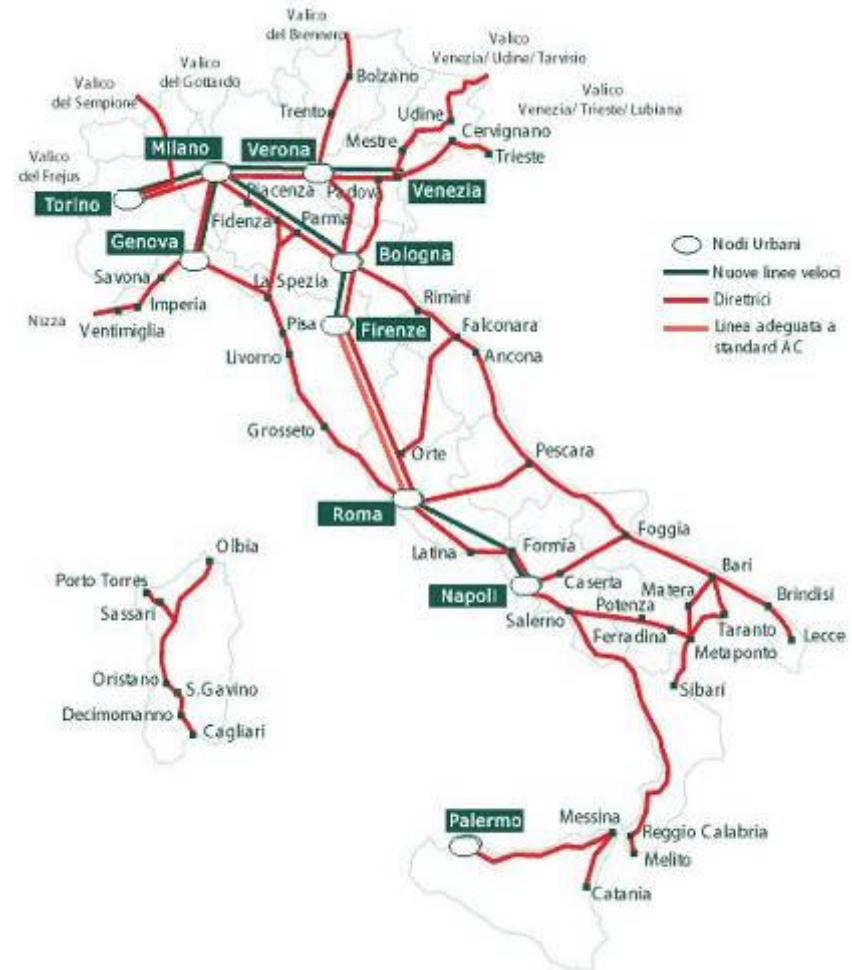 Valico
del Brennero
Valico
del Gottardo
Valico
Venezia/ Udine/ Tarvisio
Valico
del Sempione
Bolzano
Valico
Venezia/ Trieste/ Lubiana
Trento
Udine
Cervignano
Mestre
Trieste
Milano
Verona
Valico
del Frejus
Piacenza
Padova
Venezia
Torino
Fidenza
Parma
Genova
Bologna
Nodi Urbani
Nuove linee veloci
Direttrici
Linea adeguata a
standard AC
Savona
La Spezia
Rimini
Imperia
Nizza
Ventimiglia
Pisa
Firenze
Falconara
Livorno
Ancona
Grosseto
Orte
Pescara
Roma
Foggia
Latina
Formia
Olbia
Bari
Porto Torres
Caserta
Matera
Brindisi
Napoli
Sassari
Salerno
Potenza
Taranto
Ferradina
Lecce
Metaponto
Oristano
S.Gavino
Sibari
Decimomanno
Cagliari
Messina
Palermo
Reggio Calabria
Melito
Catania